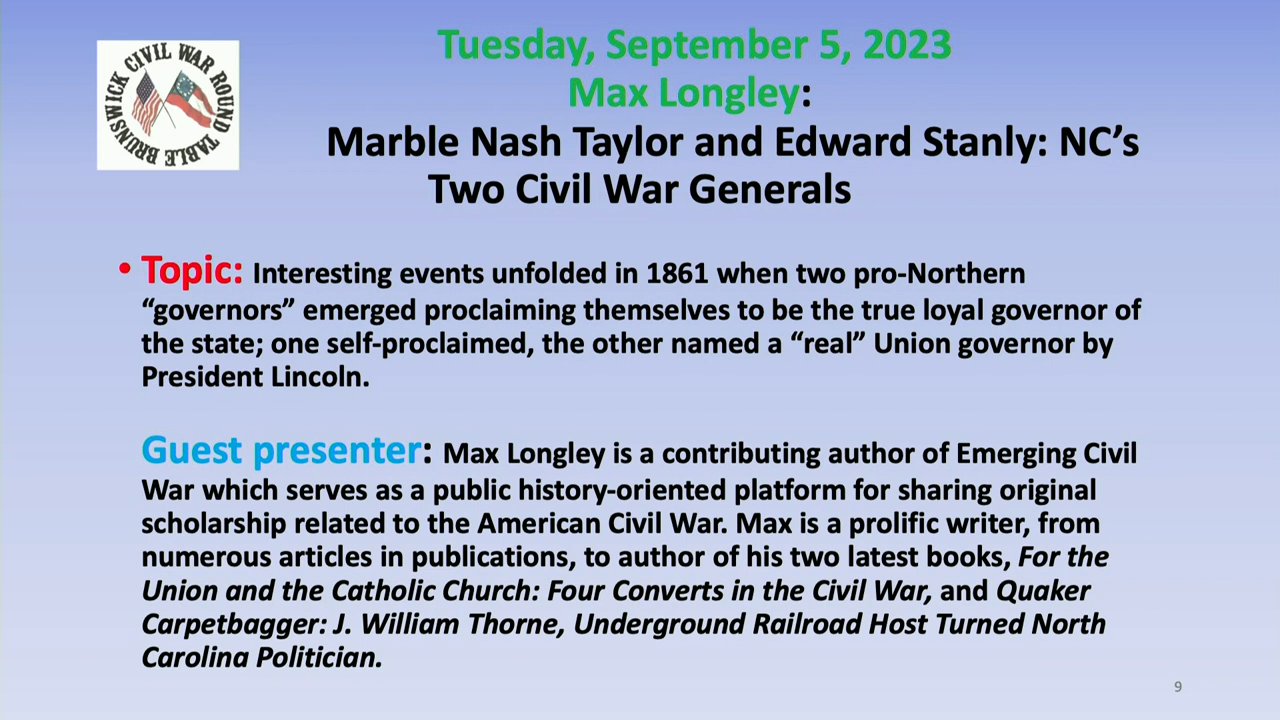 BRUNSWICK CIVIL WAR ROUND TABLE
Tuesday, September 5, 2023
Max Longley:
Marble Nash Taylor and Edward Stanly: NC’s
Two Civil War Generals
• Topic: Interesting events unfolded in 1861 when two pro-Northern
“governors” emerged proclaiming themselves to be the true loyal governor of
the state; one self-proclaimed, the other named a “real” Union governor by
President Lincoln.
Guest presenter: Max Longley is a contributing author of Emerging Civil
War which serves as a public history-oriented platform for sharing original
scholarship related to the American Civil War. Max is a prolific writer, from
numerous articles in publications, to author of his two latest books, For the
Union and the Catholic Church: Four Converts in the Civil War, and Quaker
Carpetbagger: J. William Thorne, Underground Railroad Host Turned North
Carolina Politician.
9